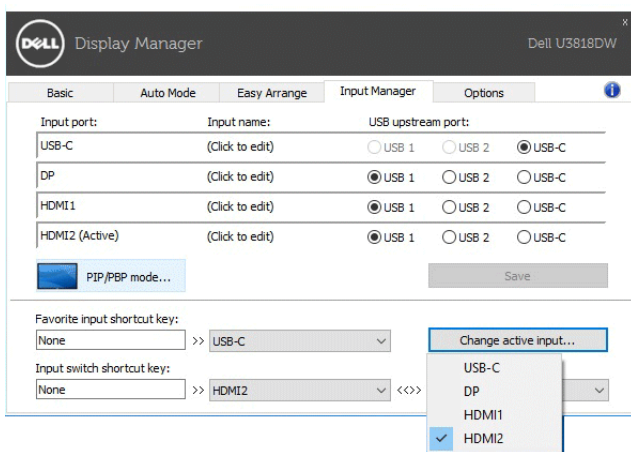 DELL Display Manager Dell U3818DW x
Basic Auto Mode Easy Arrange Input Manager Options i
Input port: Input name: USB upstream port:
USB-C (Click to edit) USB 1 USB 2 USB-C
DP (Click to edit) USB 1 USB 2 USB-C
HDMI1 (Click to edit) USB 1 USB 2 USB-C
HDMI2 (Active) (Click to edit) USB 1 USB 2 USB-C
PIP/PBP mode... Save
Favorite input shortcut key:
None >> USB-C Change active input...
Input switch shortcut key:
None >> HDMI2 <<>>
USB-C
DP
HDMI1
HDMI2